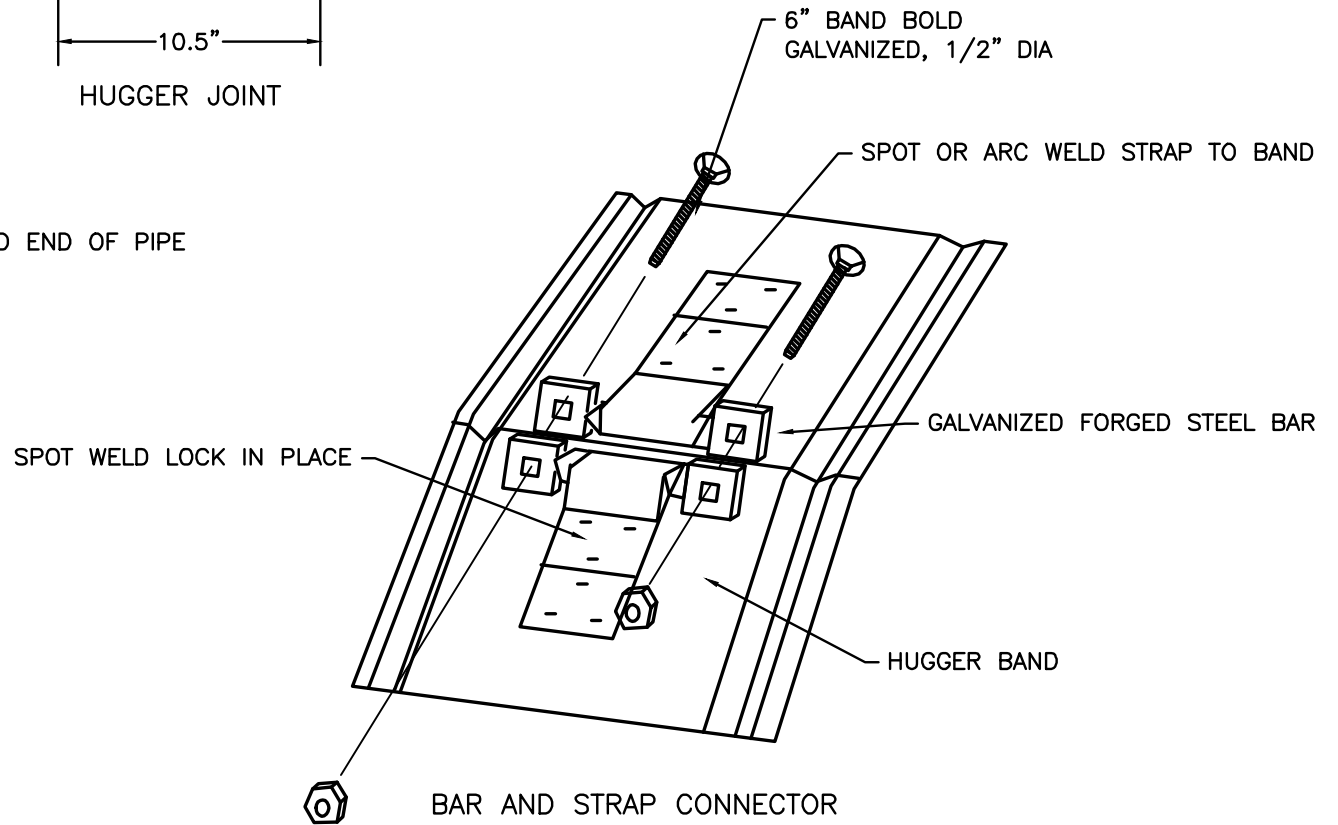 10.5”
HUGGER JOINT
6” BAND BOLD
GALVANIZED, 1/2” DIA
SPOT OR ARC WELD STRAP TO BAND
END OF PIPE
GALVANIZED FORGED STEEL BAR
SPOT WELD LOCK IN PLACE
HUGGER BAND
BAR AND STRAP CONNECTOR